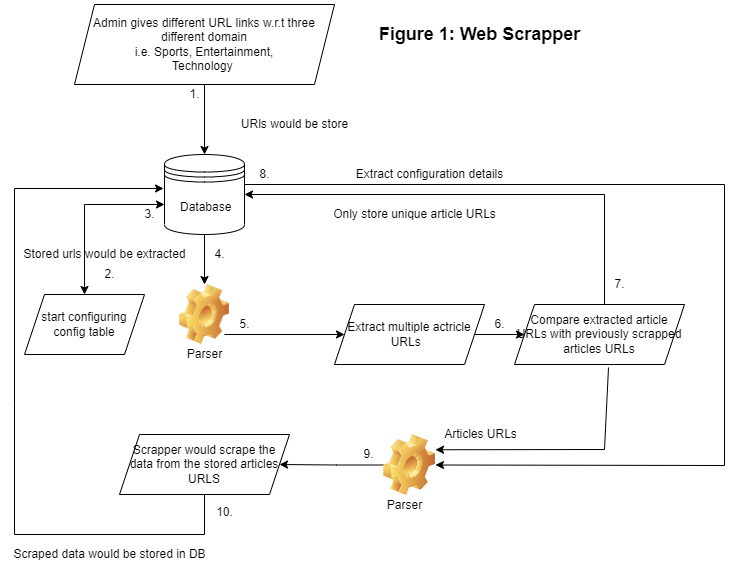 Figure 1: Web Scrapper
Admin gives different URL links w.r.t three
different domain
i.e. Sports, Entertainment,
Technology
1.
URIs would be store
8.
Extract configuration details
Database
3.
Only store unique article URLs
Stored urls would be extracted
4.
2.
7.
start configuring
config table
5.
Extract multiple actricle
URLs
6.
Compare extracted article
URLs with previously scrapped
articles URLs
Parser
Articles URLs
Scrapper would scrape the
data from the stored articles
URLS
9.
Parser
10.
Scraped data would be stored in DB